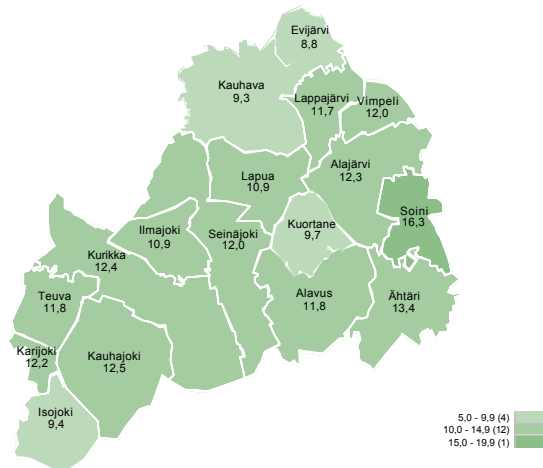 Evijärvi
8,8
Kauhava
9,3
Lappajärvi
11,7
Vimpeli
12,0
Alajärvi
12,3
Lapua
10,9
Soini
16,3
Kuortane
9,7
Ilmajoki
10,9
Seinäjoki
12,0
Kurikka
12,4
Teuva
11,8
Alavus
11,8
Ähtäri
13,4
Karijoki
12,2
Kauhajoki
12,5
Isojoki
9,4
5,0 - 9,9 (4)
10,0 - 14,9 (12)
15,0 - 19,9 (1)